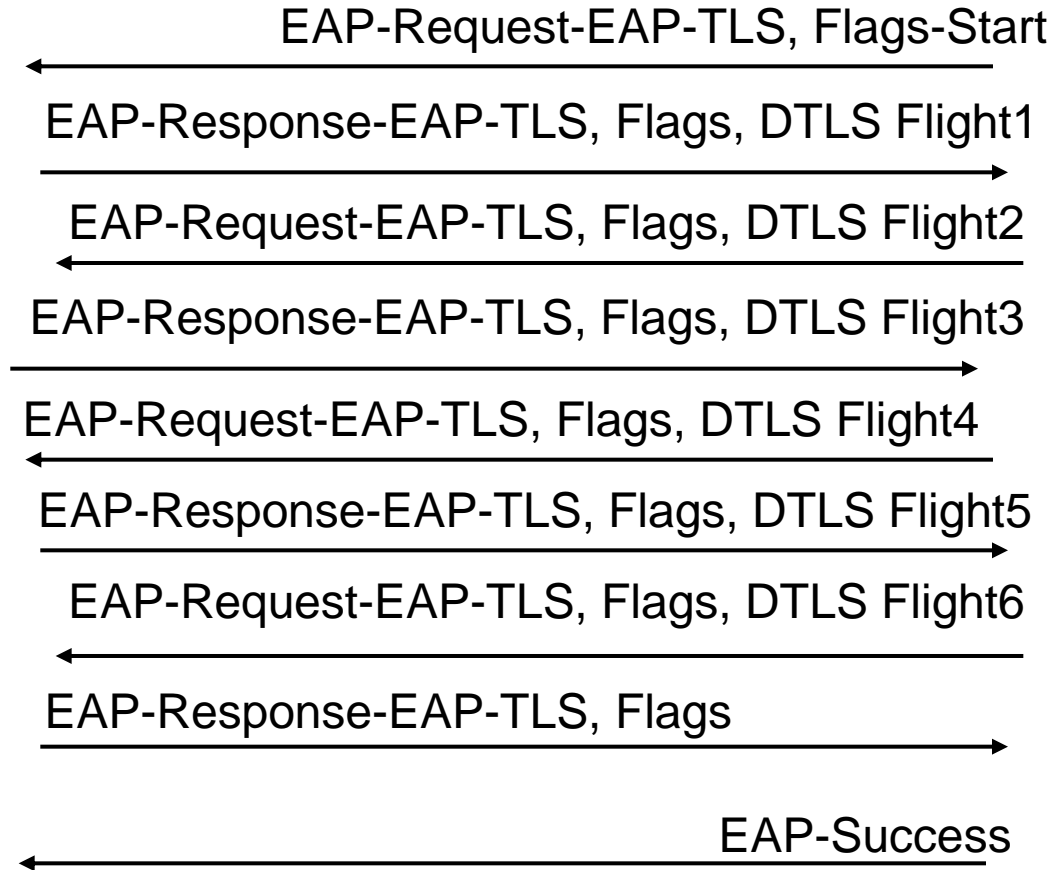 EAP-Request-EAP-TLS, Flags-Start
EAP-Response-EAP-TLS, Flags, DTLS Flight1
EAP-Request-EAP-TLS, Flags, DTLS Flight2
EAP-Response-EAP-TLS, Flags, DTLS Flight3
EAP-Request-EAP-TLS, Flags, DTLS Flight4
EAP-Response-EAP-TLS, Flags, DTLS Flight5
EAP-Request-EAP-TLS, Flags, DTLS Flight6
EAP-Response-EAP-TLS, Flags
EAP-Success